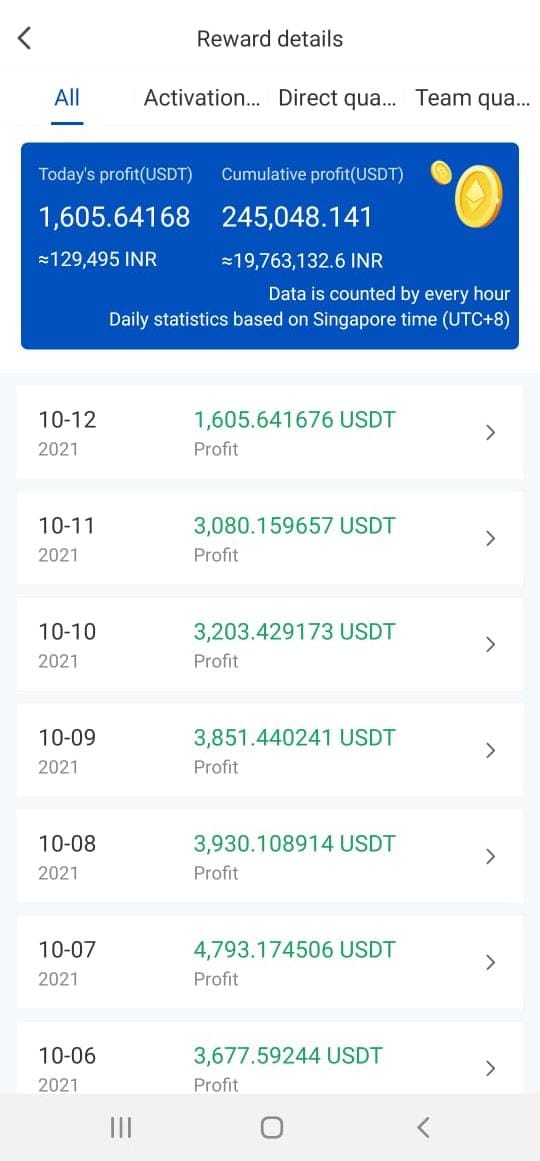 Reward details
All Activation... Direct qua... Team qua...
Today's profit(USDT) Cumulative profit(USDT)
1,605.64168 245,048.141
≈129,495 INR ≈19,763,132.6 INR
Data is counted by every hour
Daily statistics based on Singapore time (UTC+8)
10-12 1,605.641676 USDT
2021 Profit
10-11 3,080.159657 USDT
2021 Profit
10-10 3,203.429173 USDT
2021 Profit
10-09 3,851.440241 USDT
2021 Profit
10-08 3,930.108914 USDT
2021 Profit
10-07 4,793.174506 USDT
2021 Profit
10-06 3,677.59244 USDT
2021 Profit